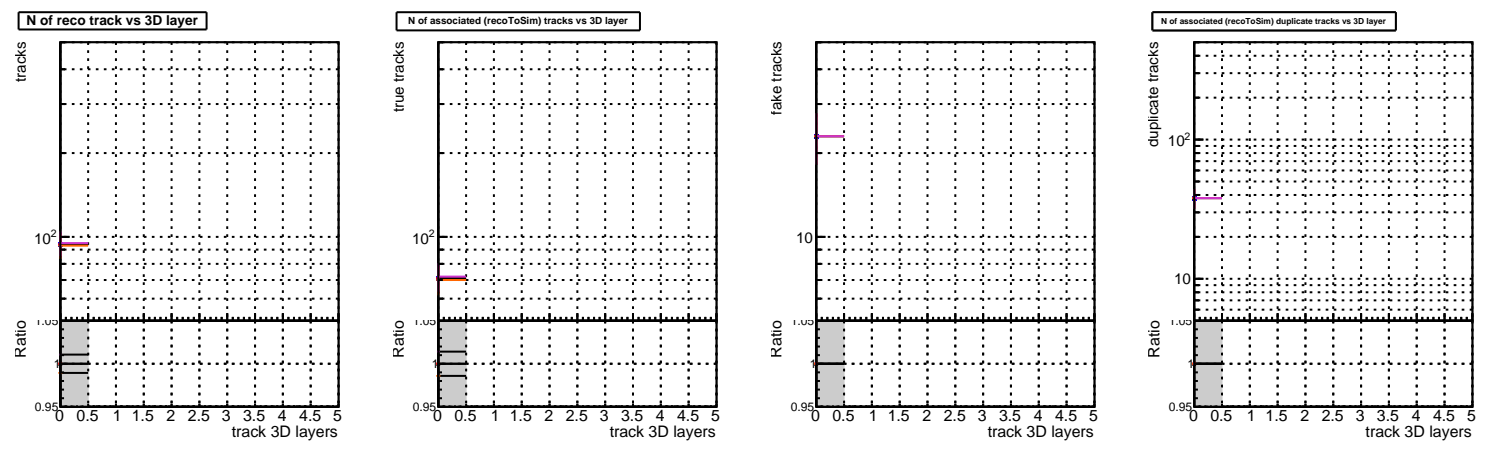 N of reco track vs 3D layer
tracks
10²
Ratio
1.05
1
0.95
0 0.5 1 1.5 2 2.5 3 3.5 4 4.5 5
track 3D layers
N of associated (recoToSim) tracks vs 3D layer
true tracks
10²
Ratio
1.05
1
0.95
0 0.5 1 1.5 2 2.5 3 3.5 4 4.5 5
track 3D layers
fake tracks
10
Ratio
1.05
1
0.95
0 0.5 1 1.5 2 2.5 3 3.5 4 4.5 5
track 3D layers
N of associated (recoToSim) duplicate tracks vs 3D layer
duplicate tracks
10²
10
Ratio
1.05
1
0.95
0 0.5 1 1.5 2 2.5 3 3.5 4 4.5 5
track 3D layers